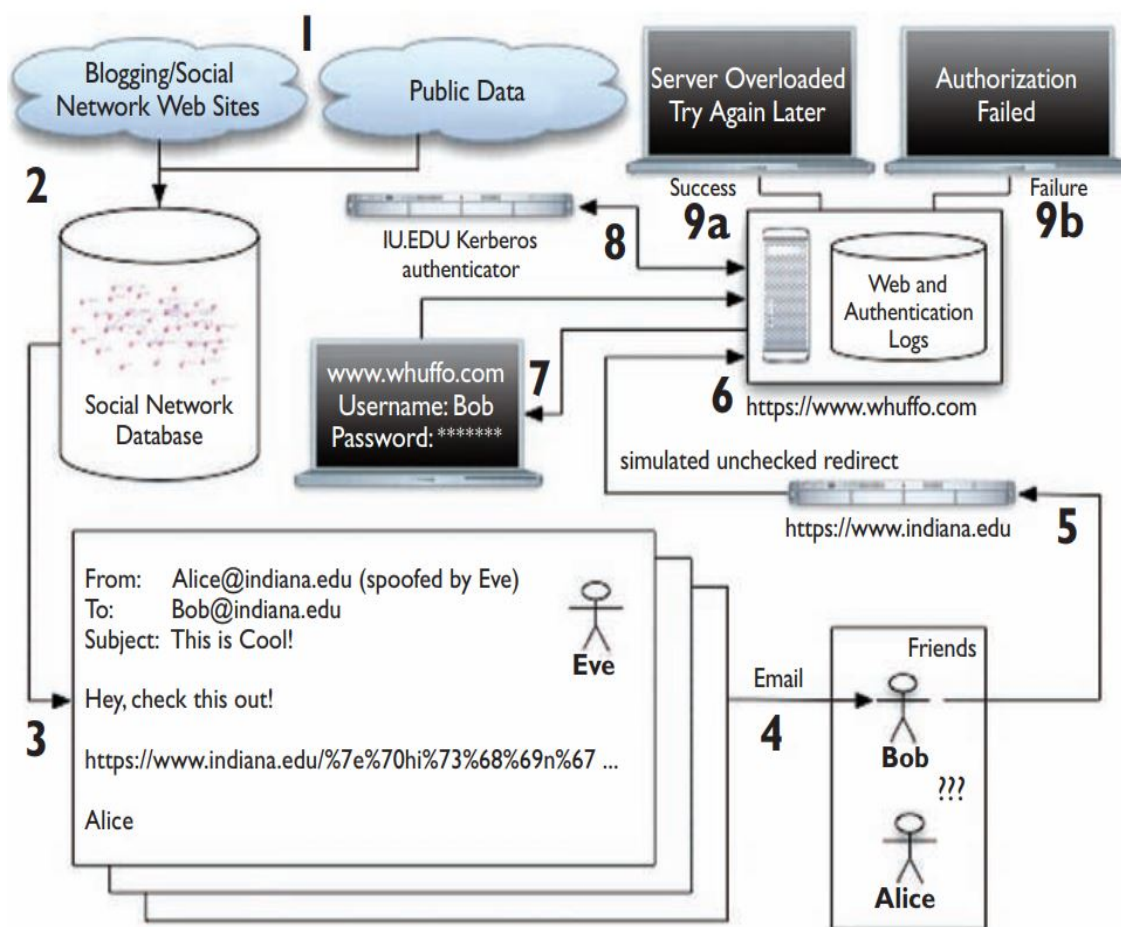 1
Blogging/Social
Network Web Sites
Public Data
Server Overloaded
Try Again Later
Authorization
Failed
2
Success
9a
Failure
9b
IU.EDU Kerberos
authenticator
8
Web and
Authentication
Logs
www.whuffo.com
Username: Bob
Password: *******
7
6
https://www.whuffo.com
Social Network
Database
simulated unchecked redirect
https://www.indiana.edu
5
From: Alice@indiana.edu (spoofed by Eve)
To: Bob@indiana.edu
Subject: This is Cool!
Eve
Hey, check this out!
3
https://www.indiana.edu/%7e%70hi%73%68%69n%67 ...
Alice
Email
4
Friends
Bob
???
Alice